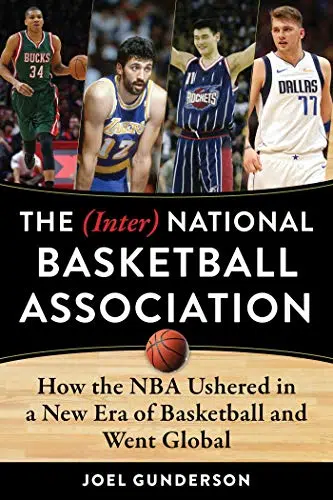 BUCKS
34
LAKERS
12
ROCKETS
DALLAS
77
THE (Inter) NATIONAL
BASKETBALL
ASSOCIATION
How the NBA Ushered in
a New Era of Basketball and
Went Global
JOEL GUNDERSON